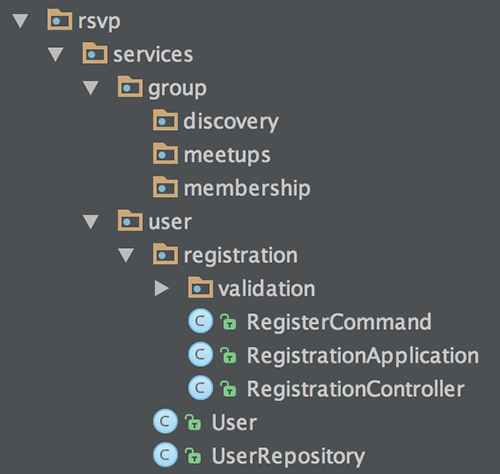 rsvp
services
group
discovery
meetups
membership
user
registration
validation
C RegisterCommand
C RegistrationApplication
C RegistrationController
C User
C UserRepository